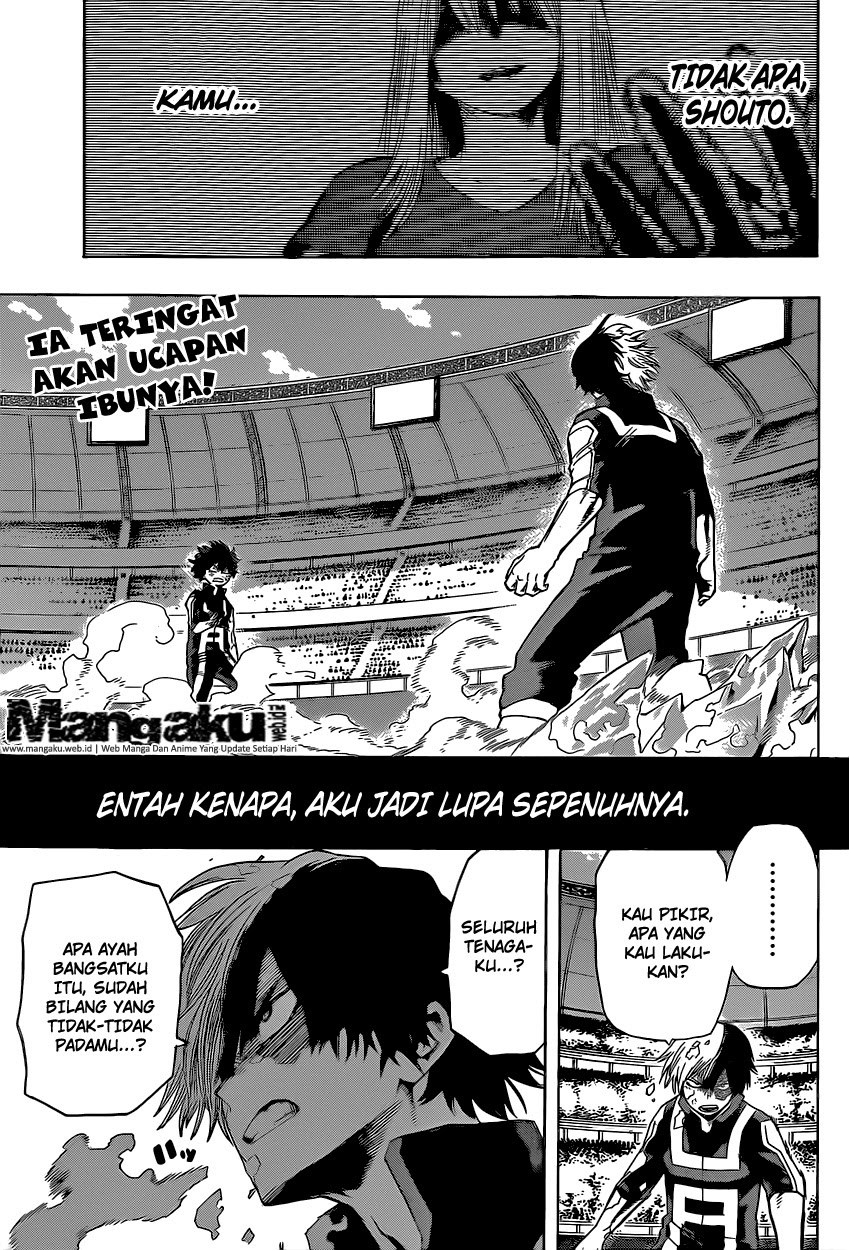 TIDAK APA,
SHOUTO.
KAMU...
IA TERINGAT
AKAN UCAPAN
IBUNYA!
Mangaku
WEB.ID
www.mangaku.web.id | Web Manga Dan Anime Yang Update Setiap Hari
ENTAH KENAPA, AKU JADI LUPA SEPENUHNYA.
..........
KAU PIKIR,
APA YANG
KAU LAKU-
KAN?
SELURUH
TENAGA-
KU...?
APA AYAH
BANGSATKU
ITU, SUDAH
BILANG YANG
TIDAK-TIDAK
PADAMU...?